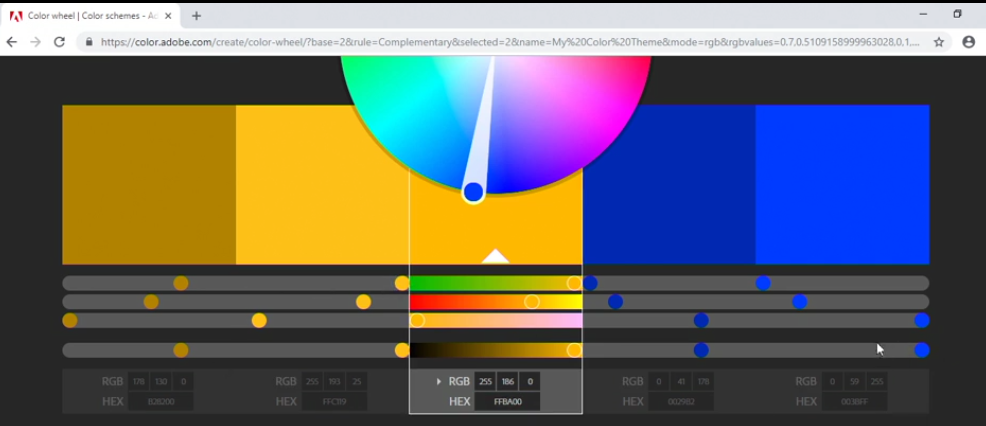 Color wheel | Color schemes - Ac
https://color.adobe.com/create/color-wheel/?base=2&rule=Complementary&selected=2&name=My%20Color%20Theme&mode=rgb&rgbvalues=0.7,0.5109158999963028,0,1,...
RGB 178 130 0 RGB 255 193 25 RGB 255 186 0 RGB 0 41 178 RGB 0 59 255
HEX B28200 HEX FFC119 HEX FFBA00 HEX 0029B2 HEX 003BFF